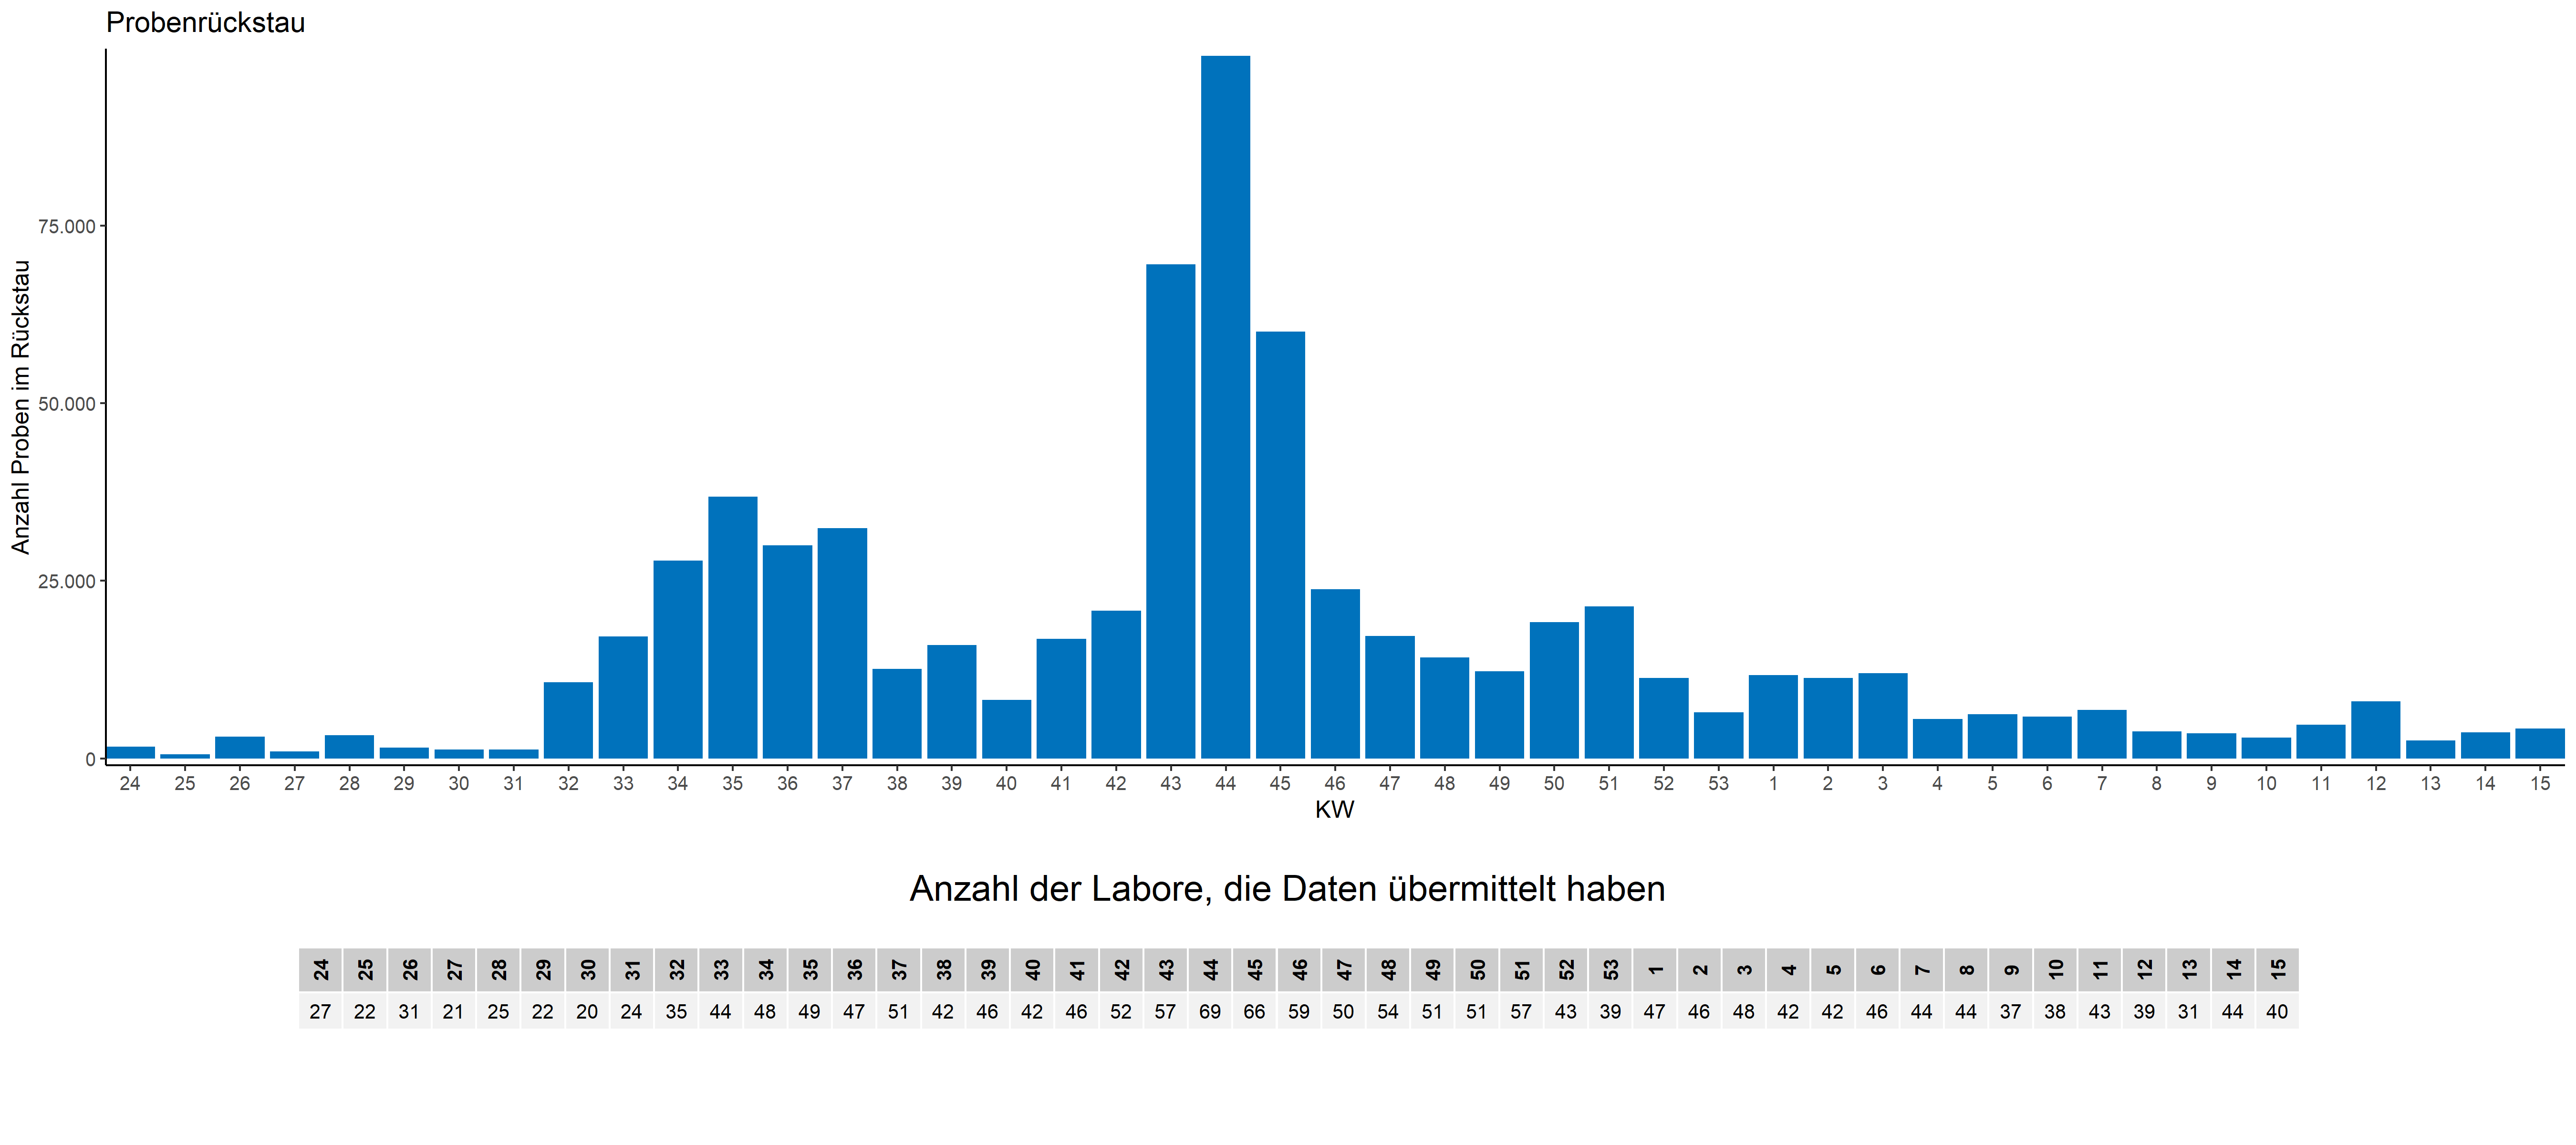 Probenrückstau
Anzahl Proben im Rückstau
75.000
50.000
25.000
0
24 25 26 27 28 29 30 31 32 33 34 35 36 37 38 39 40 41 42 43 44 45 46 47 48 49 50 51 52 53 1 2 3 4 5 6 7 8 9 10 11 12 13 14 15
KW
Anzahl der Labore, die Daten übermittelt haben
24 25 26 27 28 29 30 31 32 33 34 35 36 37 38 39 40 41 42 43 44 45 46 47 48 49 50 51 52 53 1 2 3 4 5 6 7 8 9 10 11 12 13 14 15
27 22 31 21 25 22 20 24 35 44 48 49 47 51 42 46 42 46 52 57 69 66 59 50 54 51 51 57 43 39 47 46 48 42 42 46 44 44 37 38 43 39 31 44 40